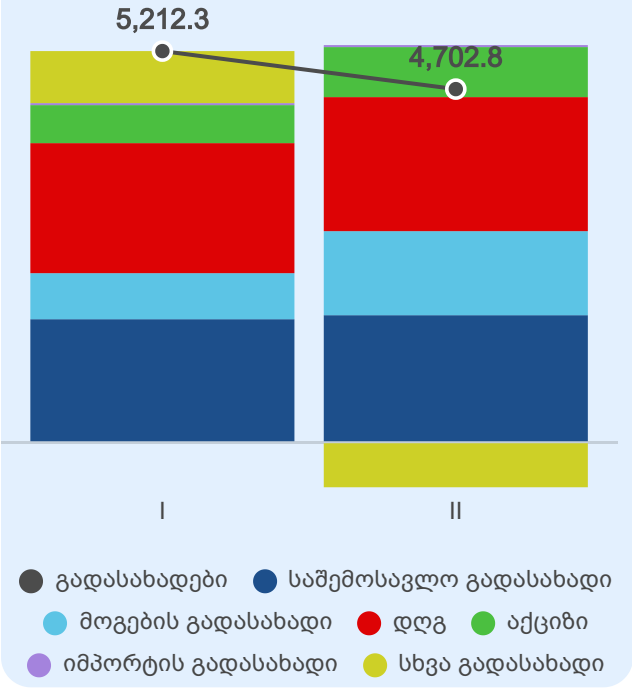 5,212.3
4,702.8
I
II
გადასახადები
საშემოსავლო გადასახადი
მოგების გადასახადი
დღგ
აქციზი
იმპორტის გადასახადი
სხვა გადასახადი